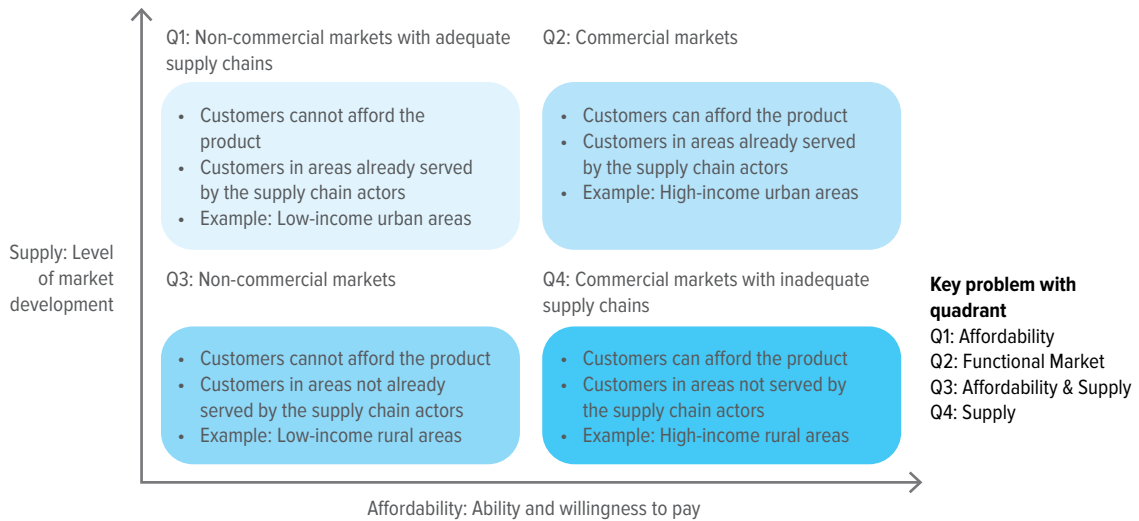 Q1: Non-commercial markets with adequate
supply chains
• Customers cannot afford the
product
• Customers in areas already served
by the supply chain actors
• Example: Low-income urban areas
Q2: Commercial markets
• Customers can afford the product
• Customers in areas already served
by the supply chain actors
• Example: High-income urban areas
Supply: Level
of market
development
Q3: Non-commercial markets
• Customers cannot afford the product
• Customers in areas not already
served by the supply chain actors
• Example: Low-income rural areas
Q4: Commercial markets with inadequate
supply chains
• Customers can afford the product
• Customers in areas not served by
the supply chain actors
• Example: High-income rural areas
Key problem with
quadrant
Q1: Affordability
Q2: Functional Market
Q3: Affordability & Supply
Q4: Supply
Affordability: Ability and willingness to pay